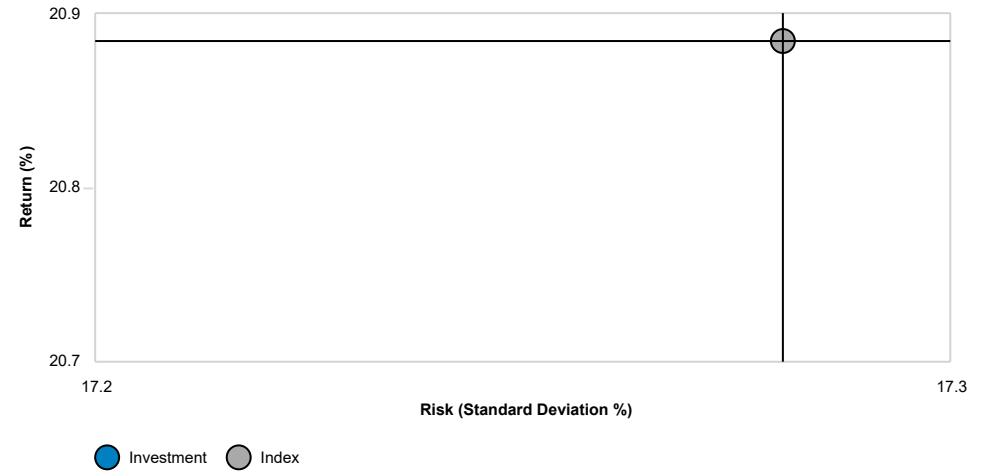 20.9
Return (%)
20.8
20.7
17.2
17.3
Risk (Standard Deviation %)
Investment
Index